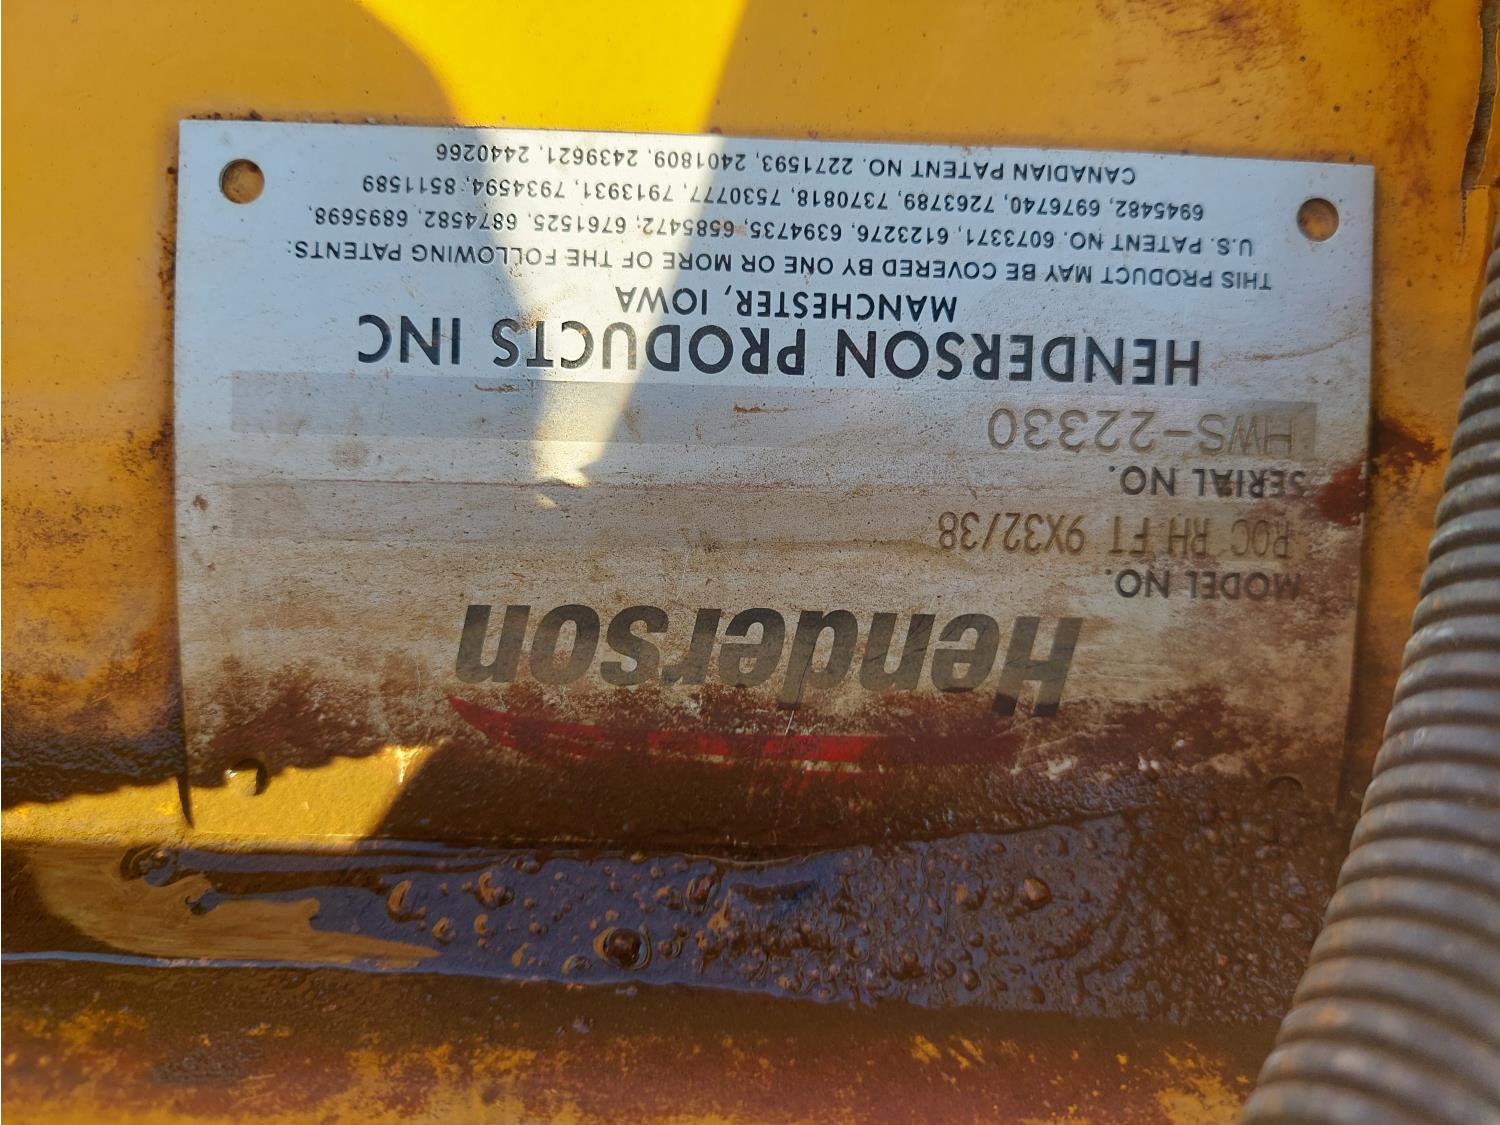 Henderson
MODEL NO.
ROC RH FT 9X32/38
SERIAL NO.
HWS-22330
HENDERSON PRODUCTS INC
MANCHESTER, IOWA
THIS PRODUCT MAY BE COVERED BY ONE OR MORE OF THE FOLLOWING PATENTS:
U.S. PATENT NO. 6073371, 6123276, 6394735, 6585472, 6761525, 6874582, 6895698,
6945482, 6976740, 7263789, 7370818, 7530777, 7913931, 7934594, 8511589
CANADIAN PATENT NO. 2271593, 2401809, 2439621, 2440266